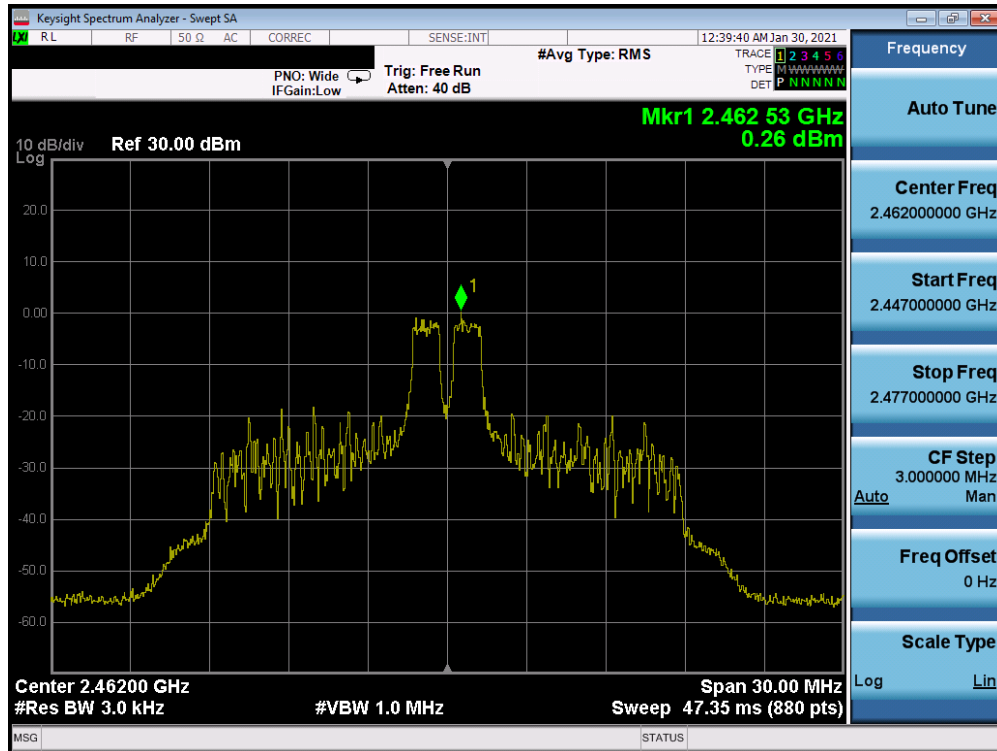 Keysight Spectrum Analyzer - Swept SA
LXI RL RF 50 Ω AC CORREC SENSE:INT 12:39:40 AM Jan 30, 2021
#Avg Type: RMS TRACE 1 2 3 4 5 6
PNO: Wide Trig: Free Run TYPE M WWWWW
IFGain:Low Atten: 40 dB DET P N N N N N
Mkr1 2.462 53 GHz
0.26 dBm
10 dB/div Ref 30.00 dBm
Log
20.0
10.0
1
0.00
-10.0
-20.0
-30.0
-40.0
-50.0
-60.0
Center 2.46200 GHz Span 30.00 MHz
#Res BW 3.0 kHz #VBW 1.0 MHz Sweep 47.35 ms (880 pts)
MSG STATUS
Frequency
Auto Tune
Center Freq
2.462000000 GHz
Start Freq
2.447000000 GHz
Stop Freq
2.477000000 GHz
CF Step
3.000000 MHz
Auto Man
Freq Offset
0 Hz
Scale Type
Log Lin